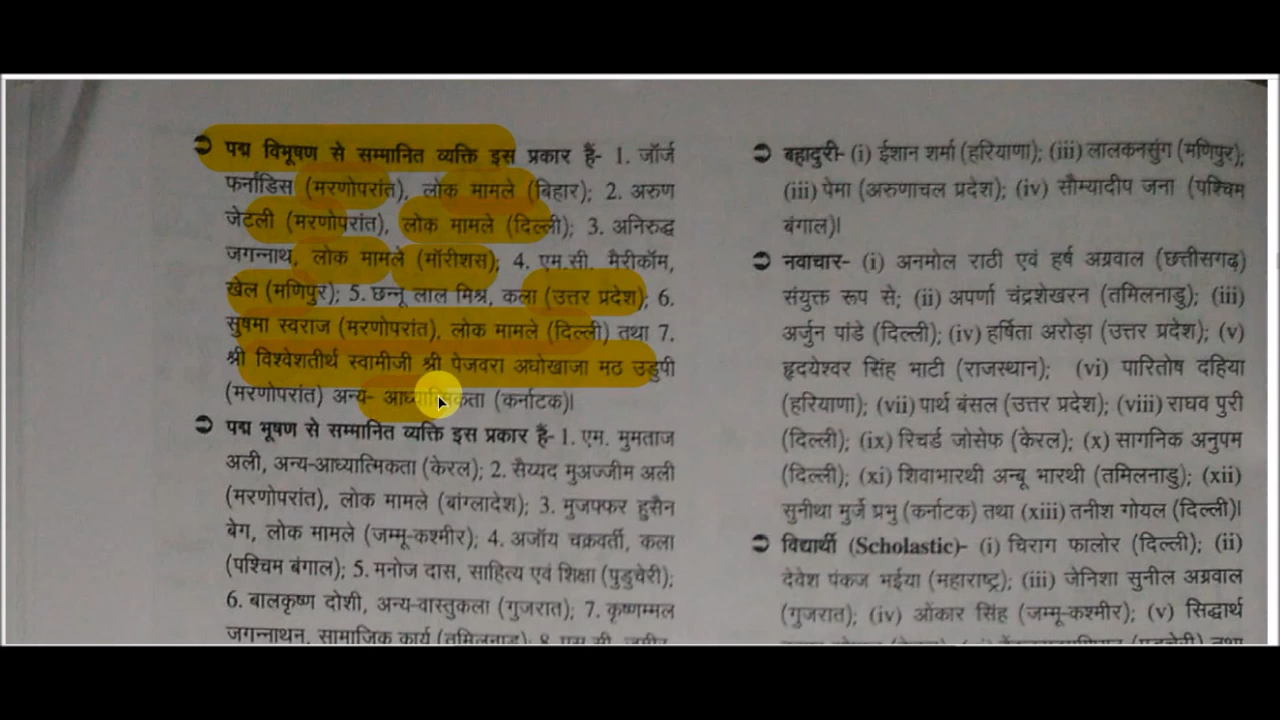 पद्म विभूषण से सम्मानित व्यक्ति इस प्रकार हैं- 1. जॉर्ज
फर्नांडिस (मरणोपरांत), लोक मामले (बिहार); 2. अरुण
जेटली (मरणोपरांत), लोक मामले (दिल्ली); 3. अनिरुद्ध
जगन्नाथ, लोक मामले (मॉरीशस); 4. एम.सी. मैरीकॉम,
खेल (मणिपुर); 5. छन्नू लाल मिश्र, कला (उत्तर प्रदेश); 6.
सुषमा स्वराज (मरणोपरांत), लोक मामले (दिल्ली) तथा 7.
श्री विश्वेशतीर्थ स्वामीजी श्री पेजवरा अधोखाजा मठ उडुपी
(मरणोपरांत) अन्य- आध्यात्मिकता (कर्नाटक)।
पद्म भूषण से सम्मानित व्यक्ति इस प्रकार हैं- 1. एम. मुमताज
अली, अन्य-आध्यात्मिकता (केरल); 2. सैय्यद मुअज्जीम अली
(मरणोपरांत), लोक मामले (बांग्लादेश); 3. मुजफ्फर हुसैन
बेग, लोक मामले (जम्मू-कश्मीर); 4. अजॉय चक्रवर्ती, कला
(पश्चिम बंगाल); 5. मनोज दास, साहित्य एवं शिक्षा (पुडुचेरी);
6. बालकृष्ण दोशी, अन्य-वास्तुकला (गुजरात); 7. कृष्णम्मल
जगन्नाथन, सामाजिक कार्य (तमिलनाडु); 8.
बहादुरी- (i) ईशान शर्मा (हरियाणा); (iii) लालकनसुंग (मणिपुर);
(iii) पेमा (अरुणाचल प्रदेश); (iv) सौम्यादीप जना (पश्चिम
बंगाल)।
नवाचार- (i) अनमोल राठी एवं हर्ष अग्रवाल (छत्तीसगढ़)
संयुक्त रूप से; (ii) अपर्णा चंद्रशेखरन (तमिलनाडु); (iii)
अर्जुन पांडे (दिल्ली); (iv) हर्षिता अरोड़ा (उत्तर प्रदेश); (v)
हृदयेश्वर सिंह भाटी (राजस्थान); (vi) पारितोष दहिया
(हरियाणा); (vii) पार्थ बंसल (उत्तर प्रदेश); (viii) राघव पुरी
(दिल्ली); (ix) रिचर्ड जोसेफ (केरल); (x) सागनिक अनुपम
(दिल्ली); (xi) शिवाभारथी अन्बू भारथी (तमिलनाडु); (xii)
सुनीथा मुर्जे प्रभु (कर्नाटक) तथा (xiii) तनीश गोयल (दिल्ली)।
विद्यार्थी (Scholastic)- (i) चिराग फालोर (दिल्ली); (ii)
देवेश पंकज भईया (महाराष्ट्र); (iii) जेनिशा सुनील अग्रवाल
(गुजरात); (iv) ओंकार सिंह (जम्मू-कश्मीर); (v) सिद्धार्थ